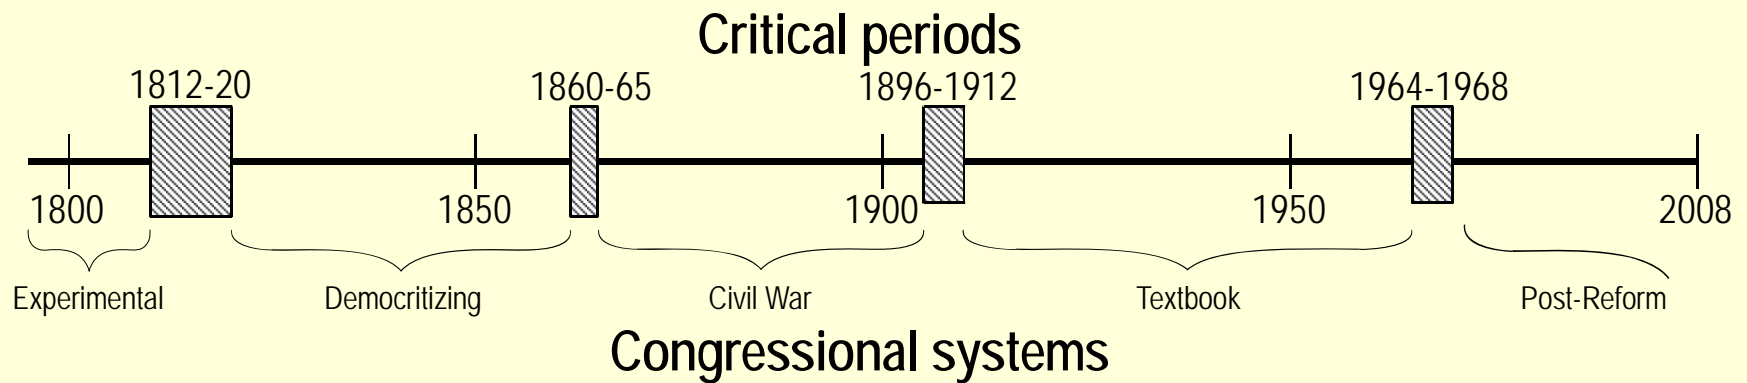 Critical periods
1812-20 1860-65 1896-1912 1964-1968
1800 1850 1900 1950 2008
Experimental Democritizing Civil War Textbook Post-Reform
Congressional systems